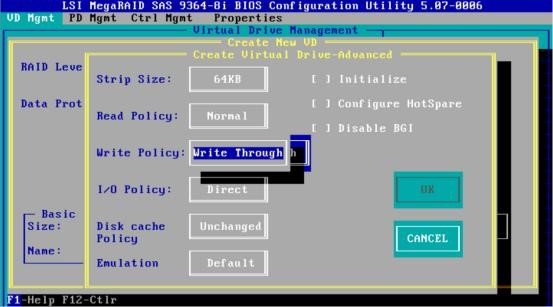 LSI MegaRAID SAS 9364-8i BIOS Configuration Utility 5.07-0006
VD Mgmt PD Mgmt Ctrl Mgmt Properties
Virtual Drive Management
Create New VD
Create Virtual Drive-Advanced
RAID Leve
Strip Size: 64KB [ ] Initialize
Data Prot
[ ] Configure HotSpare
Read Policy: Normal
[ ] Disable BGI
Write Policy: Write Through h
I/O Policy: Direct OK
Basic
Size:
Disk cache Policy Unchanged
CANCEL
Name:
Emulation Default
F1-Help F12-Ctlr